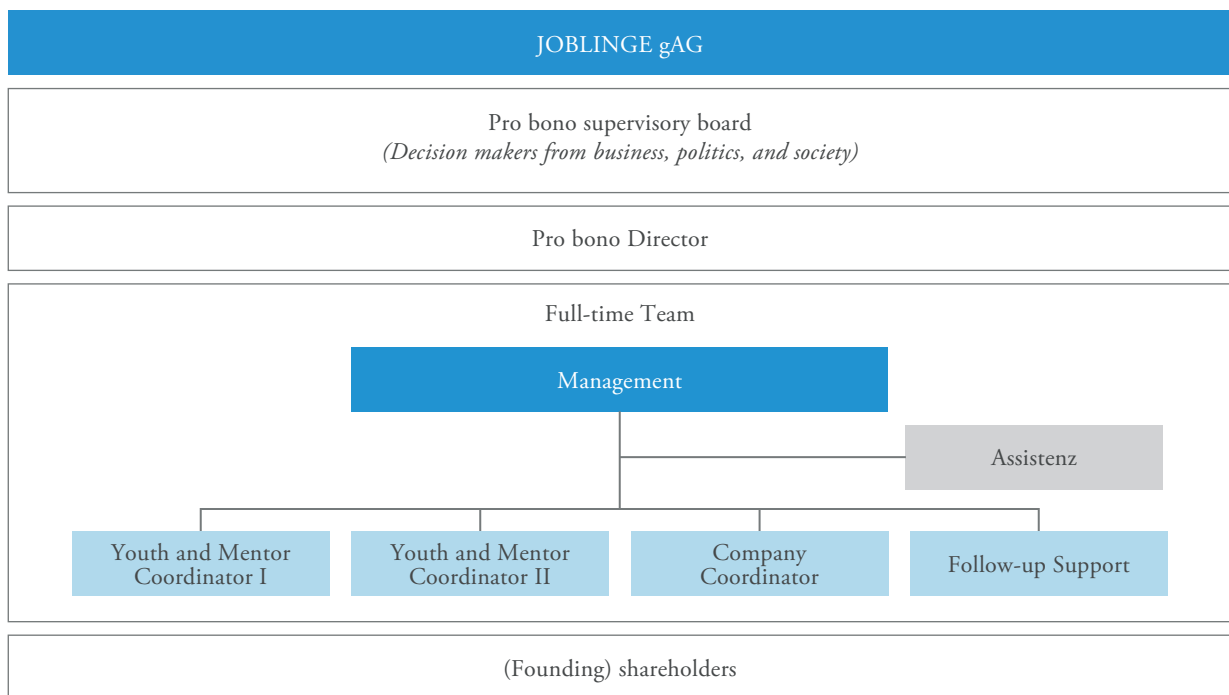 JOBLINGE gAG
Pro bono supervisory board
(Decision makers from business, politics, and society)
Pro bono Director
Full-time Team
Management
Assistenz
Youth and Mentor
Coordinator I
Youth and Mentor
Coordinator II
Company
Coordinator
Follow-up Support
(Founding) shareholders